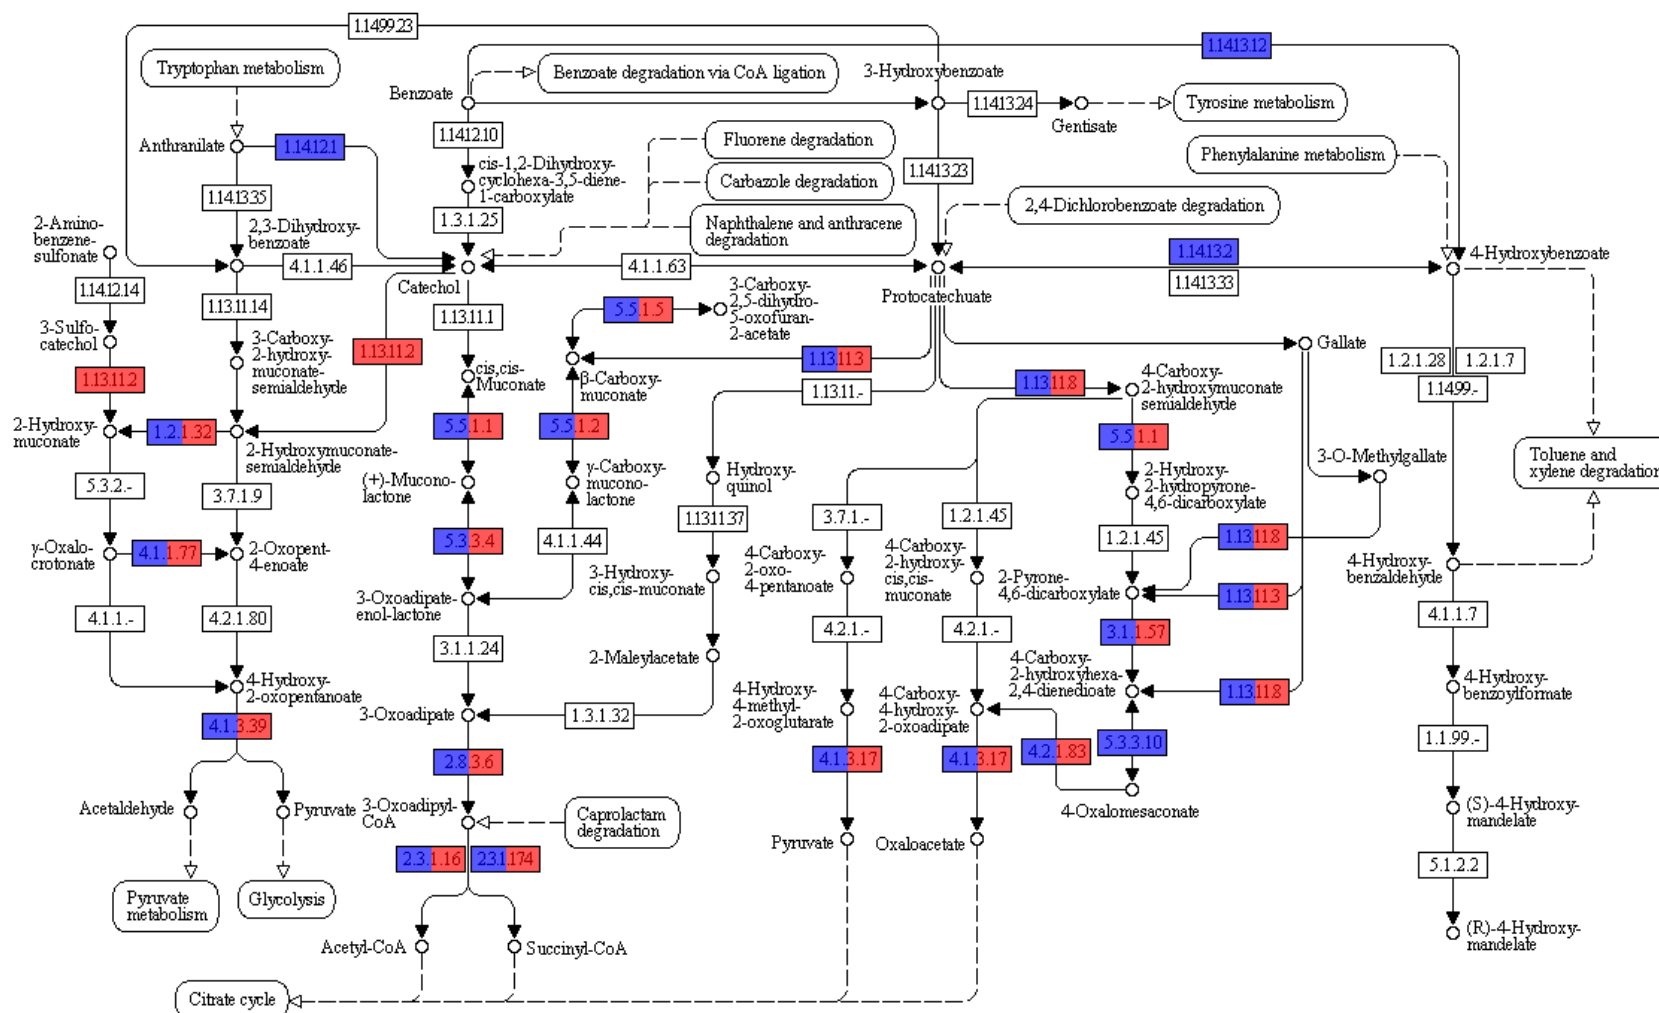 1.1499.23
1.1413.12
Tryptophan metabolism
Benzoate degradation via CoA ligation
3-Hydroxybenzoate
Benzoate
1.1413.24
Tyrosine metabolism
Gentisate
Anthranilate
1.14.12.1
1.1412.10
Fluorene degradation
Phenylalanine metabolism
cis-1,2-Dihydroxy-
cyclohexa-3,5-diene-
1-carboxylate
1.1413.23
Carbazole degradation
1.14.13.35
2,4-Dichlorobenzoate degradation
2-Amino-
benzene-
sulfonate
2,3-Dihydroxy-
benzoate
1.3.1.25
Naphthalene and anthracene
degradation
4.1.1.46
4.1.1.63
1.14.13.2
1.1413.33
4-Hydroxybenzoate
Catechol
Protocatechuate
1.14.12.14
1.13.11.14
1.13.11.1
5.5.1.5
3-Carboxy-
2,5-dihydro-
5-oxofuran-
2-acetate
3-Sulfo-
catechol
3-Carboxy-
2-hydroxy-
muconate-
semialdehyde
1.13.11.2
cis,cis-
Muconate
β-Carboxy-
muconate
1.13.11.3
Gallate
1.2.1.28
1.2.1.7
1.1499.-
1.13.11.2
1.13.11.-
1.13.11.8
4-Carboxy-
2-hydroxymuconate
semialdehyde
2-Hydroxy-
muconate
1.2.1.32
2-Hydroxymuconate-
semialdehyde
5.5.1.1
5.5.1.2
5.5.1.1
5.3.2.-
3.7.1.9
(+)-Mucono-
lactone
γ-Carboxy-
mucono-
lactone
Hydroxy-
quinol
2-Hydroxy-
2-hydropyrone-
4,6-dicarboxylate
3-O-Methylgallate
Toluene and
xylene degradation
1.13.11.37
3.7.1.-
1.2.1.45
γ-Oxalo-
crotonate
4.1.1.77
2-Oxopent-
4-enoate
5.3.3.4
4.1.1.44
1.2.1.45
1.13.11.8
3-Hydroxy-
cis,cis-muconate
4-Carboxy-
2-oxo-
4-pentanoate
4-Carboxy-
2-hydroxy-
cis,cis-
muconate
2-Pyrone-
4,6-dicarboxylate
4-Hydroxy-
benzaldehyde
3-Oxoadipate-
enol-lactone
1.13.11.3
4.1.1.-
4.2.1.80
3.1.1.24
4.2.1.-
4.2.1.-
3.1.1.57
4.1.1.7
2-Maleylacetate
4-Hydroxy-
2-oxopentanoate
4-Hydroxy-
4-methyl-
2-oxoglutarate
4-Carboxy-
4-hydroxy-
2-oxoadipate
4-Carboxy-
2-hydroxyhexa-
2,4-dienedioate
1.13.11.8
4-Hydroxy-
benzoylformate
3-Oxoadipate
1.3.1.32
4.1.3.39
2.8.3.6
4.1.3.17
4.1.3.17
4.2.1.83
5.3.3.10
1.1.99.-
Acetaldehyde
Pyruvate
3-Oxoadipyl-
CoA
Caprolactam
degradation
4-Oxalomesaconate
(S)-4-Hydroxy-
mandelate
Pyruvate
Oxaloacetate
2.3.1.16
2.3.1.174
5.1.2.2
Pyruvate
metabolism
Glycolysis
Acetyl-CoA
Succinyl-CoA
(R)-4-Hydroxy-
mandelate
Citrate cycle